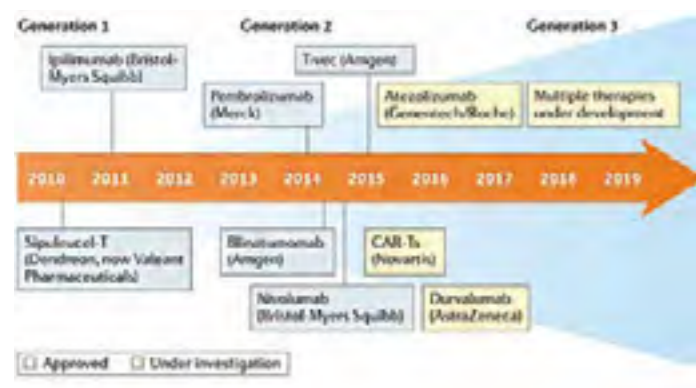 Generation 1
Generation 2
Generation 3
Ipilimumab (Bristol-
Myers Squibb)
T-vec (Amgen)
Pembrolizumab
(Merck)
Atezolizumab
(Genentech/Roche)
Multiple therapies
under development
2010 2011 2012 2013 2014 2015 2016 2017 2018 2019
Sipuleucel-T
(Dendreon, now Valeant
Pharmaceuticals)
Blinatumomab
(Amgen)
CAR-Ts
(Novartis)
Nivolumab
(Bristol-Myers Squibb)
Durvalumab
(AstraZeneca)
Approved
Under investigation